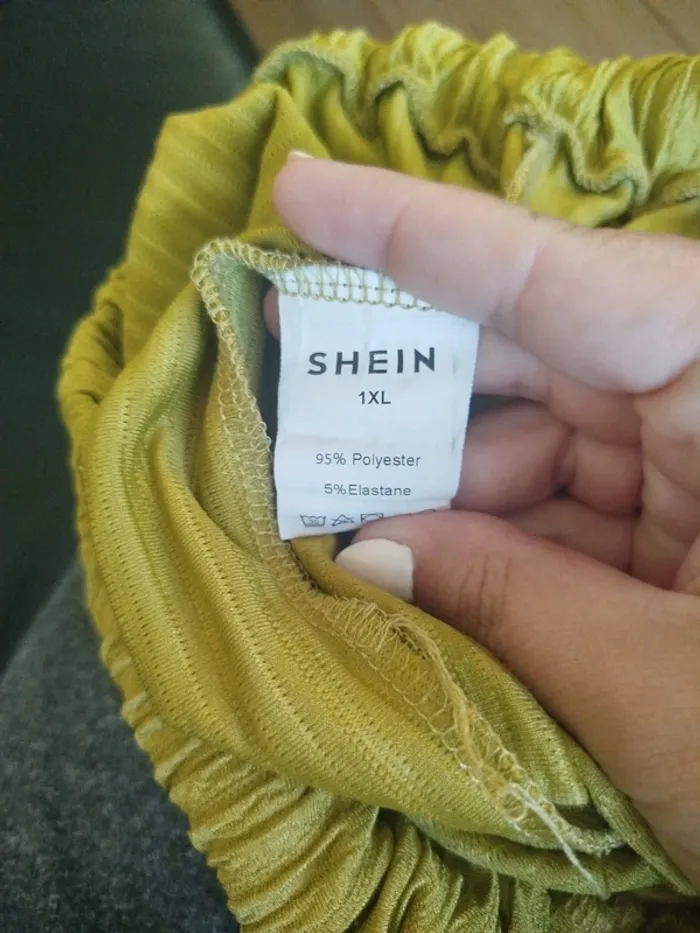 SHEIN
1XL
95% Polyester
5%Elastane